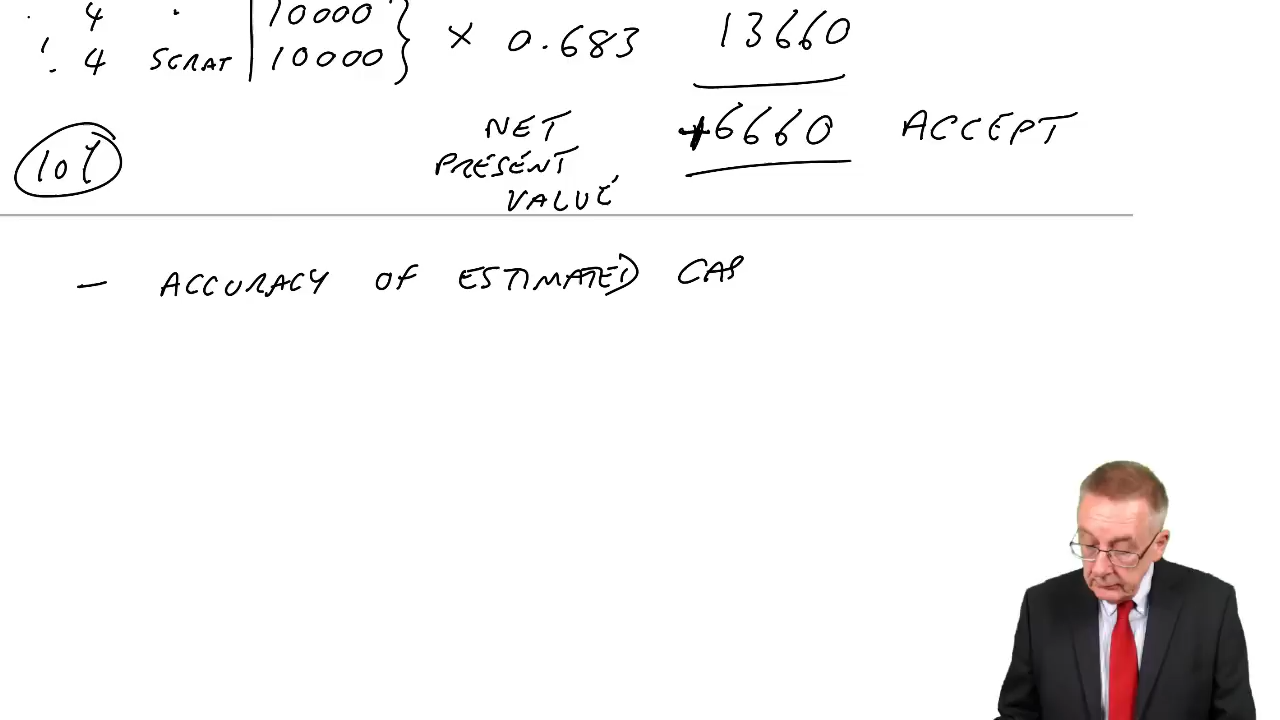 . 4 " 10000
4 SCRAP 10000 } × 0.683 13660
NET +6660 ACCEPT
10% PRESENT
VALUE
— ACCURACY OF ESTIMATED CAS